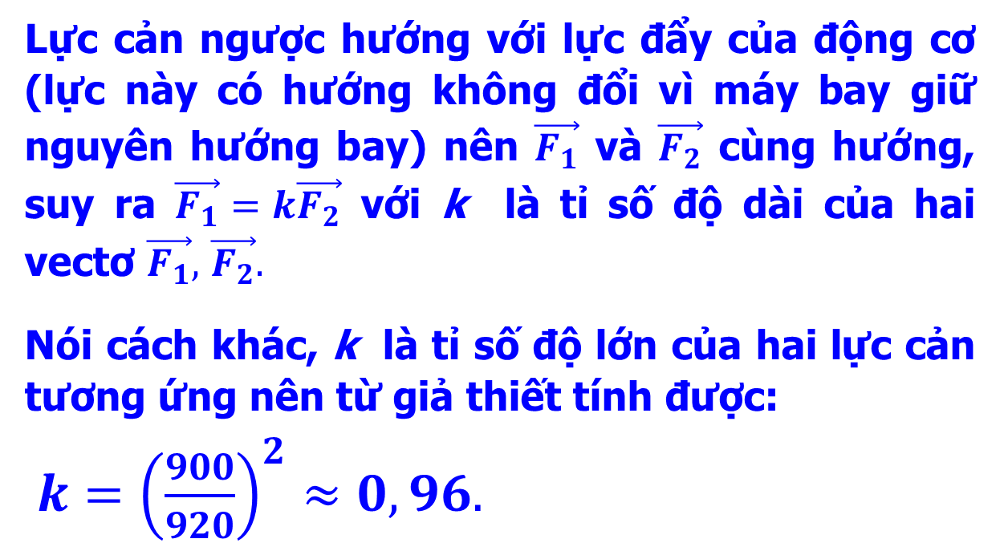 Lực cản ngược hướng với lực đẩy của động cơ
(lực này có hướng không đổi vì máy bay giữ
nguyên hướng bay) nên $\overrightarrow{F_1}$ và $\overrightarrow{F_2}$ cùng hướng,
suy ra $\overrightarrow{F_1} = k\overrightarrow{F_2}$ với k là tỉ số độ dài của hai
vectơ $\overrightarrow{F_1}$, $\overrightarrow{F_2}$.
Nói cách khác, k là tỉ số độ lớn của hai lực cản
tương ứng nên từ giả thiết tính được:
$k = \left(\frac{900}{920}\right)^2 \approx 0,96.$